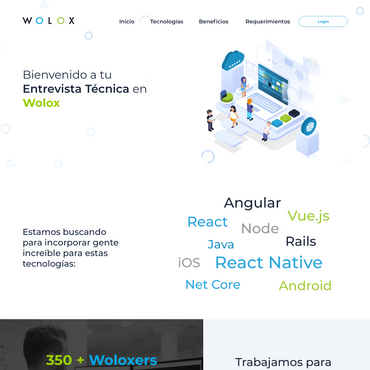 WOLOX
Inicio
Tecnologías
Beneficios
Requerimientos
Login
Bienvenido a tu
Entrevista Técnica en
Wolox
Estamos buscando
para incorporar gente
increíble para estas
tecnologías:
Angular
React
Vue.js
Node
Java
Rails
iOS
React Native
Net Core
Android
350 + Woloxers
Trabajamos para